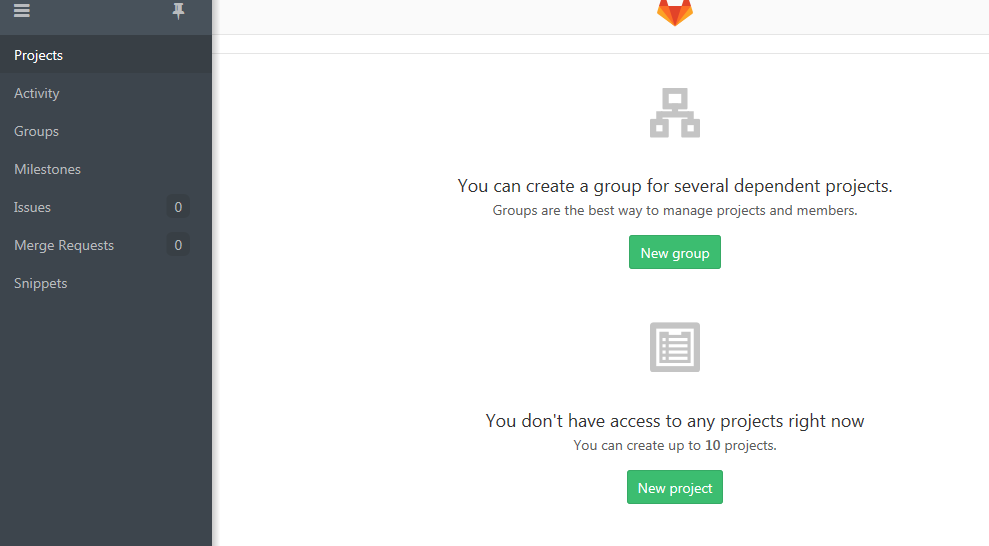 Projects
Activity
Groups
Milestones
Issues 0
Merge Requests 0
Snippets
You can create a group for several dependent projects.
Groups are the best way to manage projects and members.
New group
You don't have access to any projects right now
You can create up to 10 projects.
New project